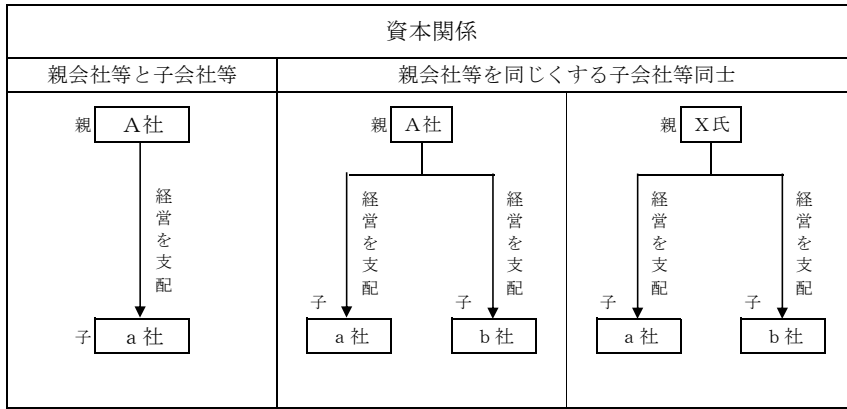 資本関係
親会社等と子会社等
親会社等を同じくする子会社等同士
親 A社
経営を支配
子 a社
親 A社
経営を支配
経営を支配
子 a社
子 b社
親 X氏
経営を支配
経営を支配
子 a社
子 b社